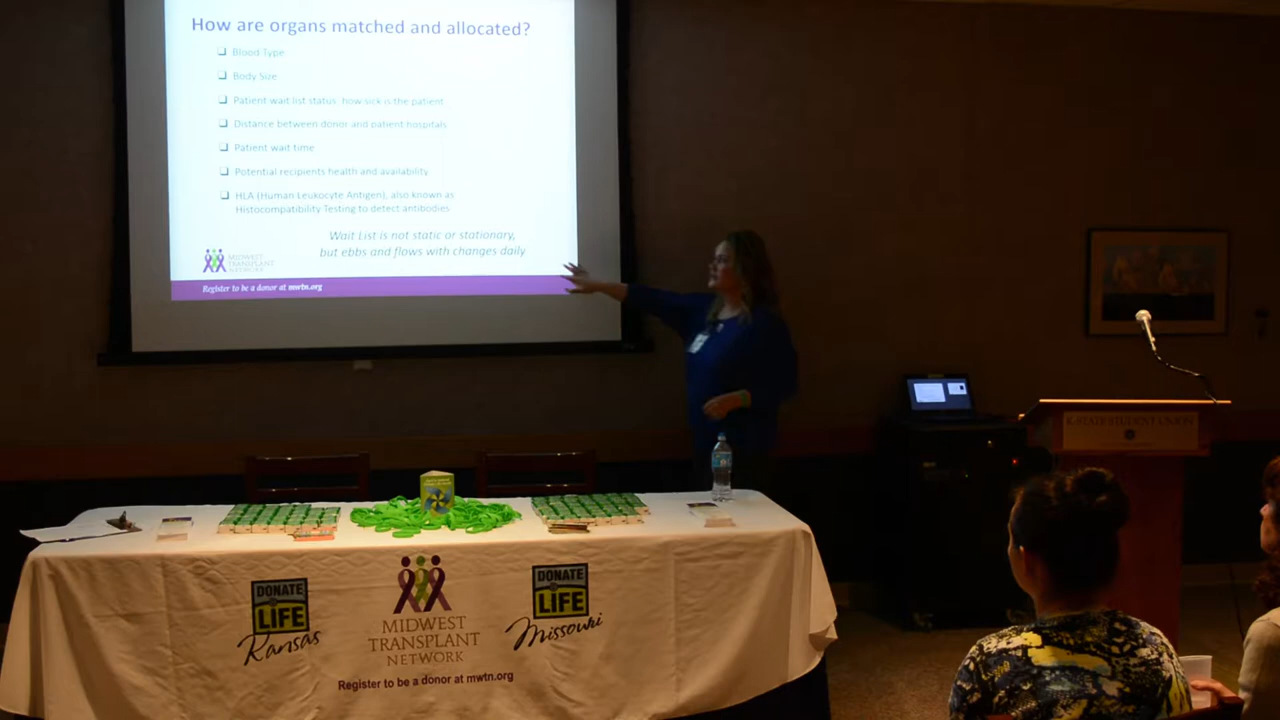 How are organs matched and allocated?
Blood Type
Body Size
Patient wait list status: how sick is the patient
Distance between donor and patient hospitals
Patient wait time
Potential recipients health and availability
HLA (Human Leukocyte Antigen), also known as
Histocompatibility Testing to detect antibodies
Wait List is not static or stationary,
but ebbs and flows with changes daily
MIDWEST
TRANSPLANT
NETWORK
Register to be a donor at mwtn.org
K-STATE STUDENT UNION
DONATE
LIFE
Kansas
MIDWEST
TRANSPLANT
NETWORK
DONATE
LIFE
Missouri
Register to be a donor at mwtn.org